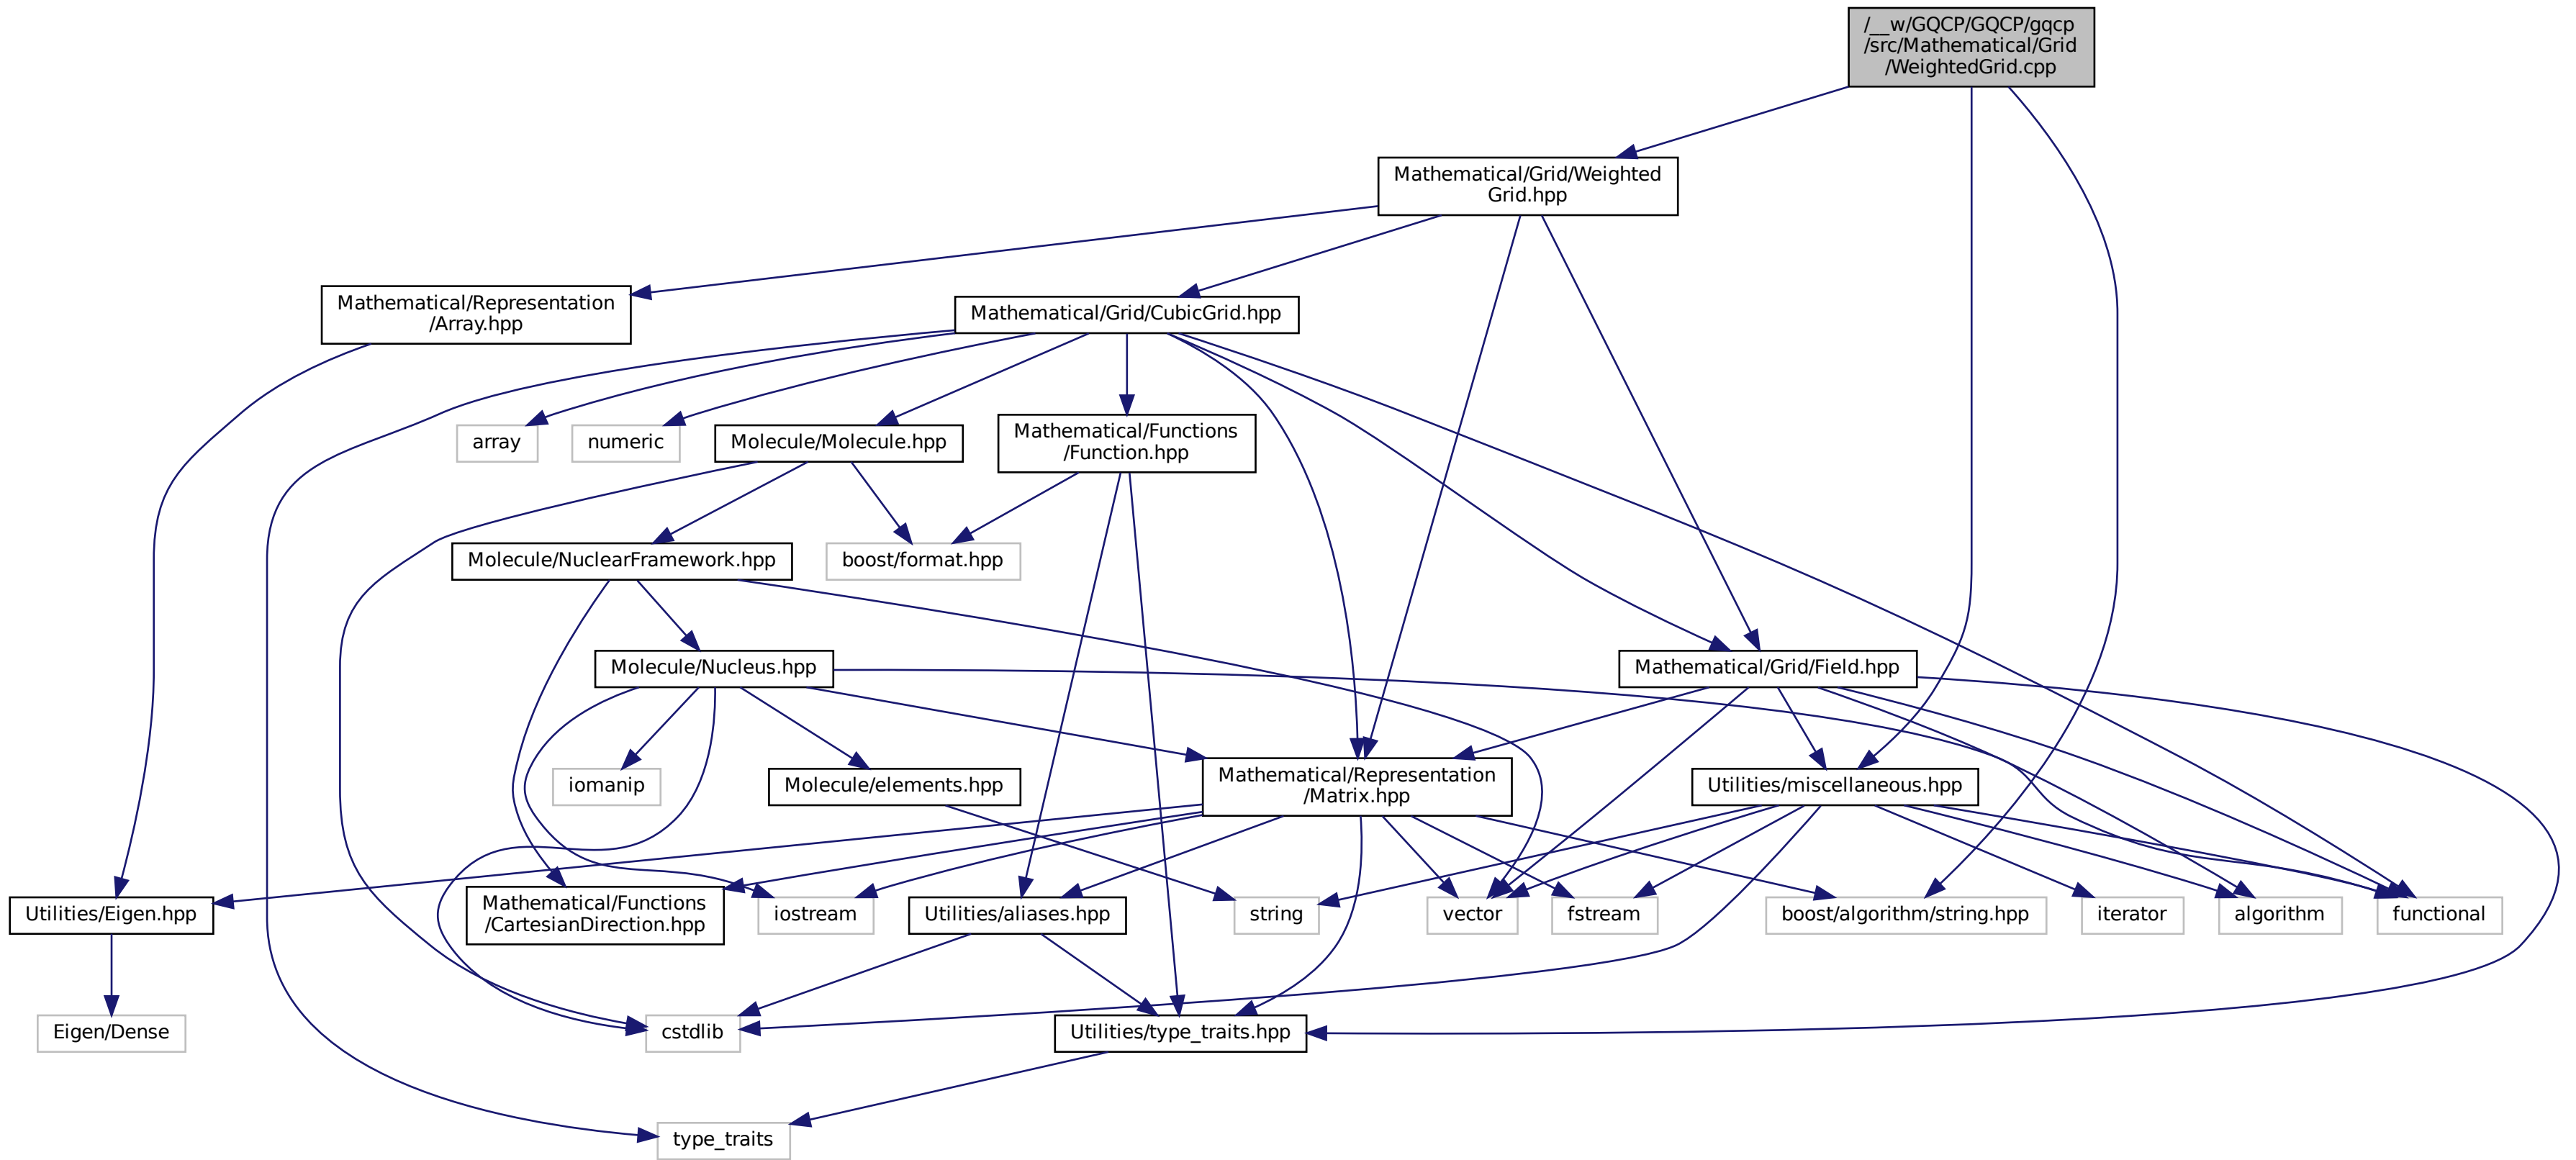 /__w/GQCP/GQCP/gqcp
/src/Mathematical/Grid
/WeightedGrid.cpp
Mathematical/Grid/Weighted
Grid.hpp
Mathematical/Representation
/Array.hpp
Mathematical/Grid/CubicGrid.hpp
array
numeric
Molecule/Molecule.hpp
Mathematical/Functions
/Function.hpp
Molecule/NuclearFramework.hpp
boost/format.hpp
Molecule/Nucleus.hpp
Mathematical/Grid/Field.hpp
iomanip
Molecule/elements.hpp
Mathematical/Representation
/Matrix.hpp
Utilities/miscellaneous.hpp
Utilities/Eigen.hpp
Mathematical/Functions
/CartesianDirection.hpp
iostream
Utilities/aliases.hpp
string
vector
fstream
boost/algorithm/string.hpp
iterator
algorithm
functional
Eigen/Dense
cstdlib
Utilities/type_traits.hpp
type_traits